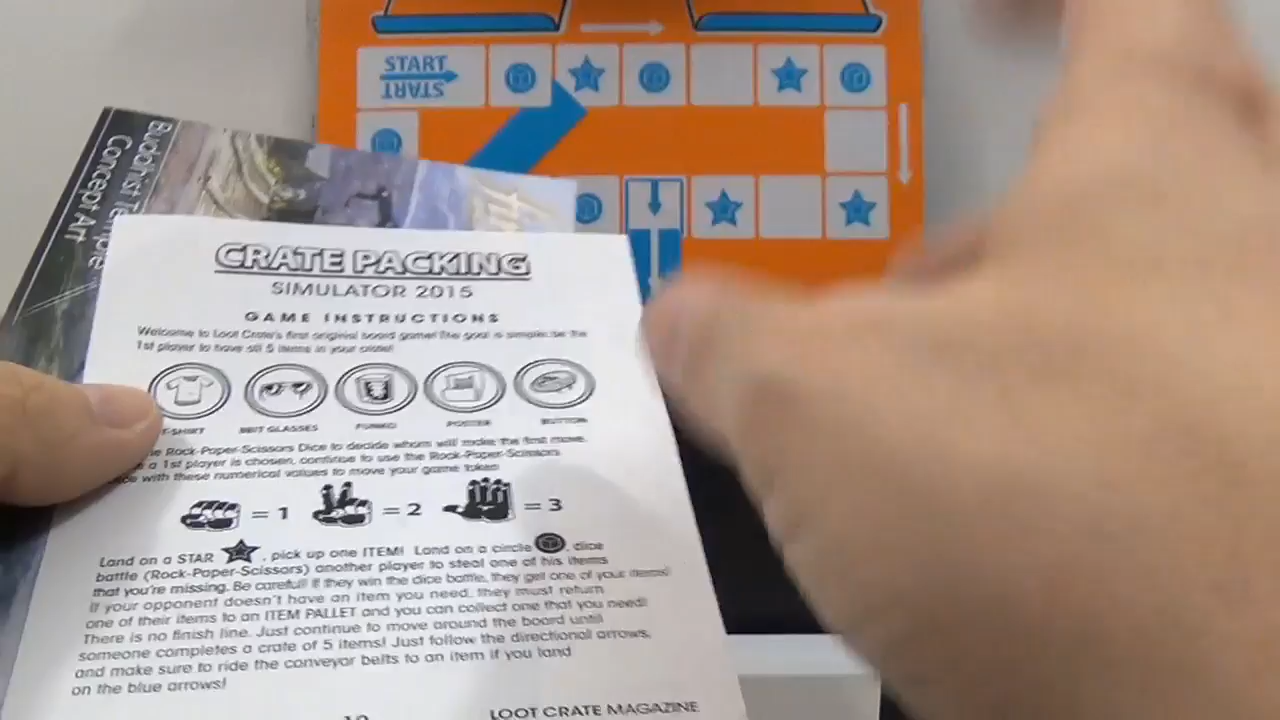 START
START
Buddhist Temple
Concept Art
CRATE PACKING
SIMULATOR 2015
GAME INSTRUCTIONS
Welcome to Loot Crate's first original board game! The goal is simple: be the
1st player to have all 5 items in your crate!
T-SHIRT
8BIT GLASSES
FUNKO
POSTER
BUTTON
Rock-Paper-Scissors Dice to decide whom will make the first move.
a 1st player is chosen, continue to use the Rock-Paper-Scissors
with these numerical values to move your game token
= 1
= 2
= 3
Land on a STAR , pick up one ITEM! Land on a circle , dice
battle (Rock-Paper-Scissors) another player to steal one of his items
that you're missing. Be careful! If they win the dice battle, they get one of your items!
If your opponent doesn't have an item you need, they must return
one of their items to an ITEM PALLET and you can collect one that you need!
There is no finish line. Just continue to move around the board until
someone completes a crate of 5 items! Just follow the directional arrows,
and make sure to ride the conveyor belts to an item if you land
on the blue arrows!
LOOT CRATE MAGAZINE